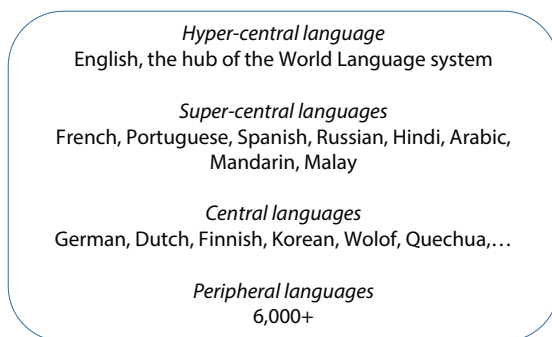 Hyper-central language
English, the hub of the World Language system
Super-central languages
French, Portuguese, Spanish, Russian, Hindi, Arabic,
Mandarin, Malay
Central languages
German, Dutch, Finnish, Korean, Wolof, Quechua,…
Peripheral languages
6,000+